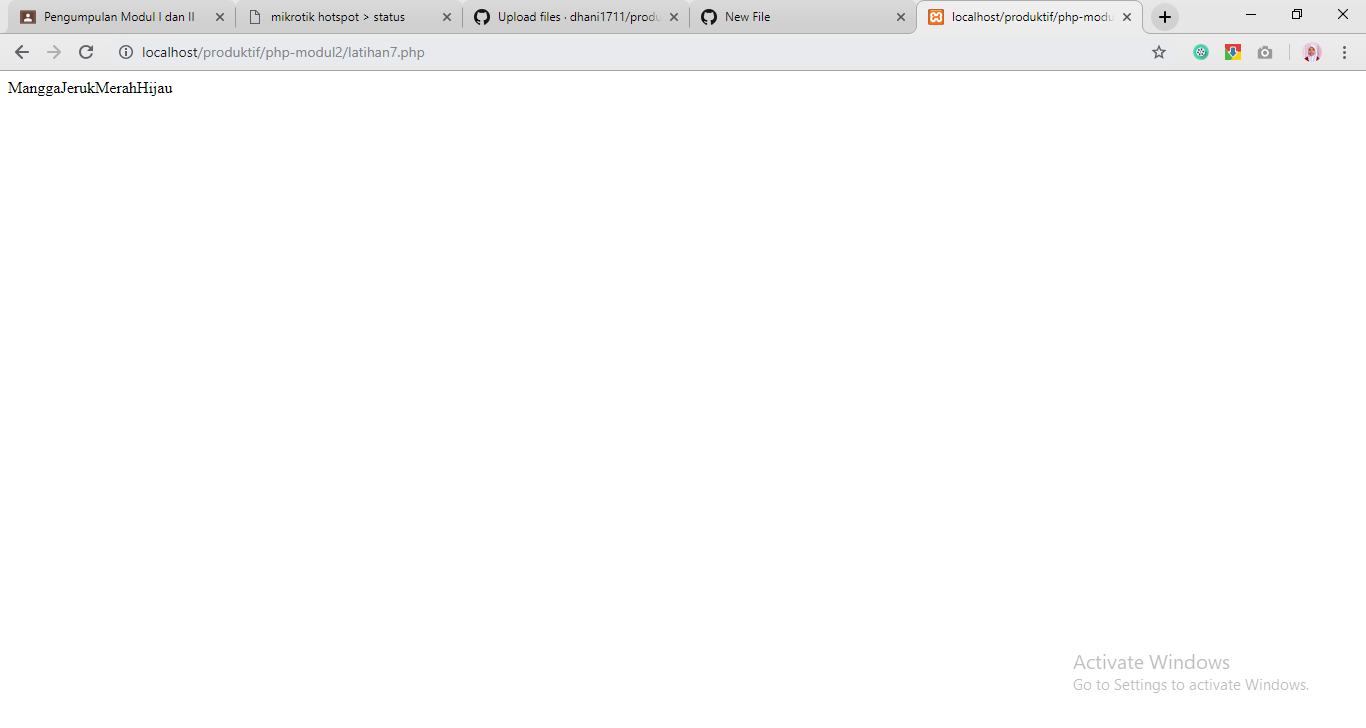 Pengumpulan Modul I dan II
mikrotik hotspot > status
Upload files · dhani1711/produ
New File
localhost/produktif/php-modu
localhost/produktif/php-modul2/latihan7.php
ManggaJerukMerahHijau
Activate Windows
Go to Settings to activate Windows.